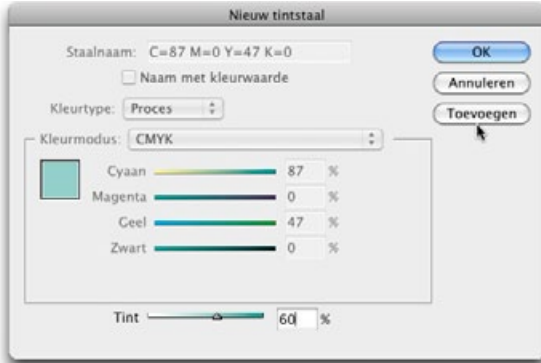 Nieuw tintstaal
Staalnaam: C=87 M=0 Y=47 K=0
Naam met kleurwaarde
Kleurtype: Proces
Kleurmodus: CMYK
Cyaan 87 %
Magenta 0 %
Geel 47 %
Zwart 0 %
Tint 60 %
OK
Annuleren
Toevoegen